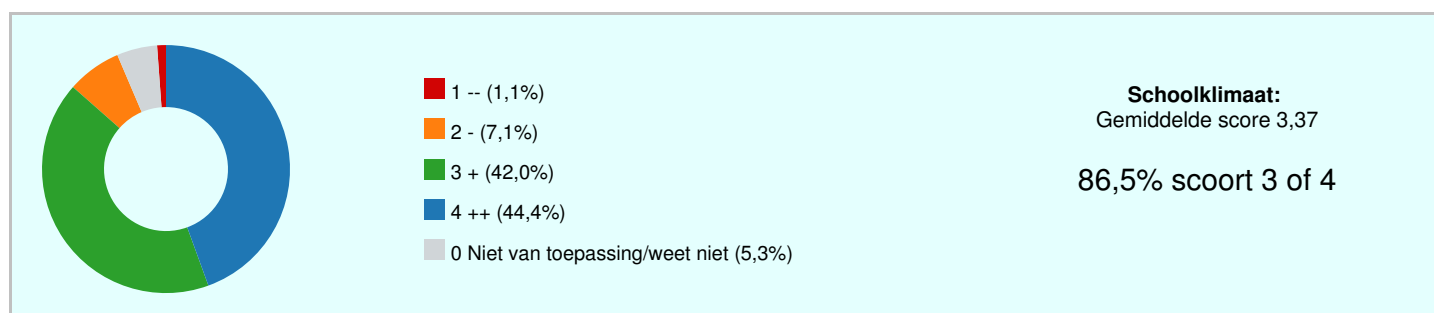 1 -- (1,1%)
2 - (7,1%)
3 + (42,0%)
4 ++ (44,4%)
0 Niet van toepassing/weet niet (5,3%)
Schoolklimaat:
Gemiddelde score 3,37
86,5% scoort 3 of 4